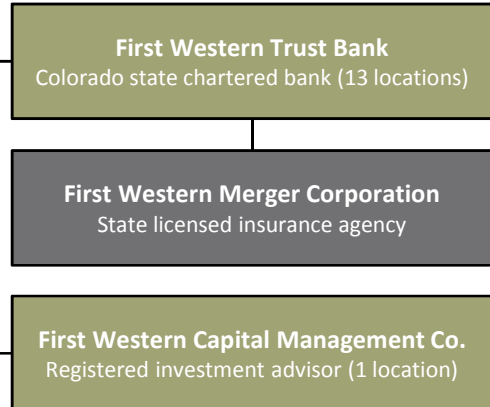 First Western Trust Bank
Colorado state chartered bank (13 locations)
First Western Merger Corporation
State licensed insurance agency
First Western Capital Management Co.
Registered investment advisor (1 location)